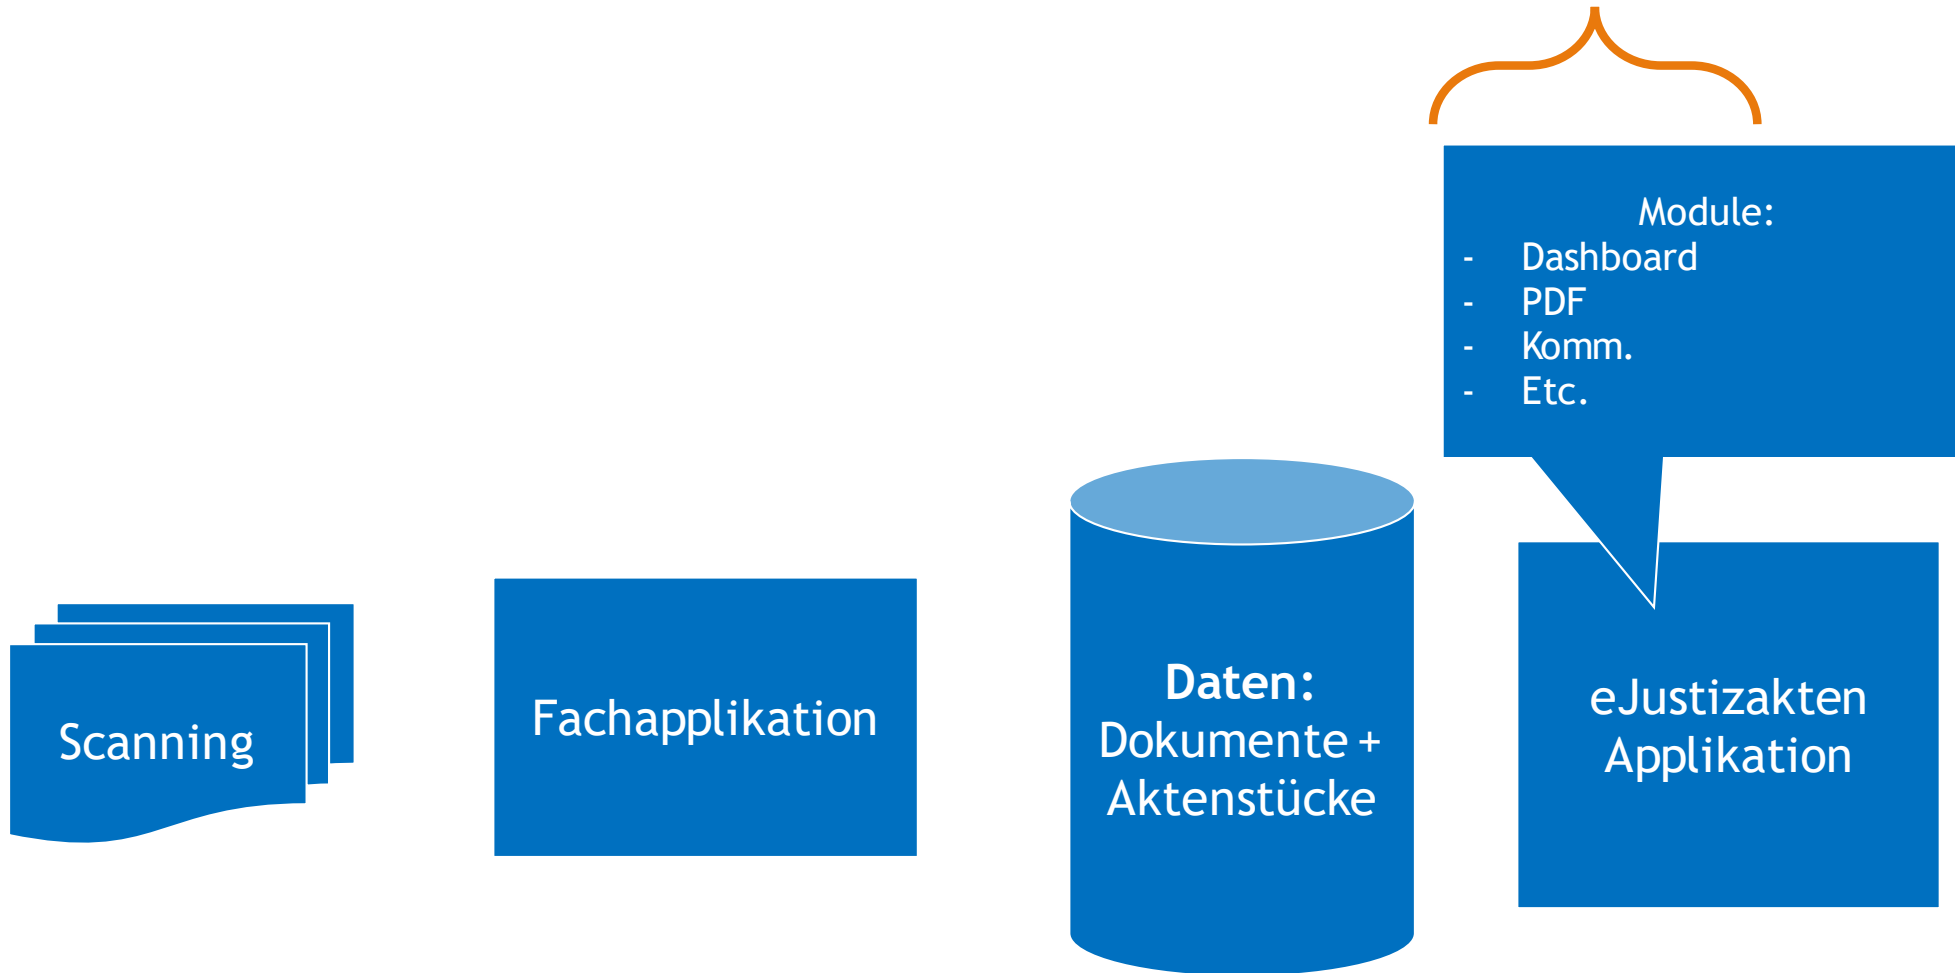 Module:
- Dashboard
- PDF
- Komm.
- Etc.
Scanning
Fachapplikation
Daten:
Dokumente +
Aktenstücke
eJustizakten
Applikation